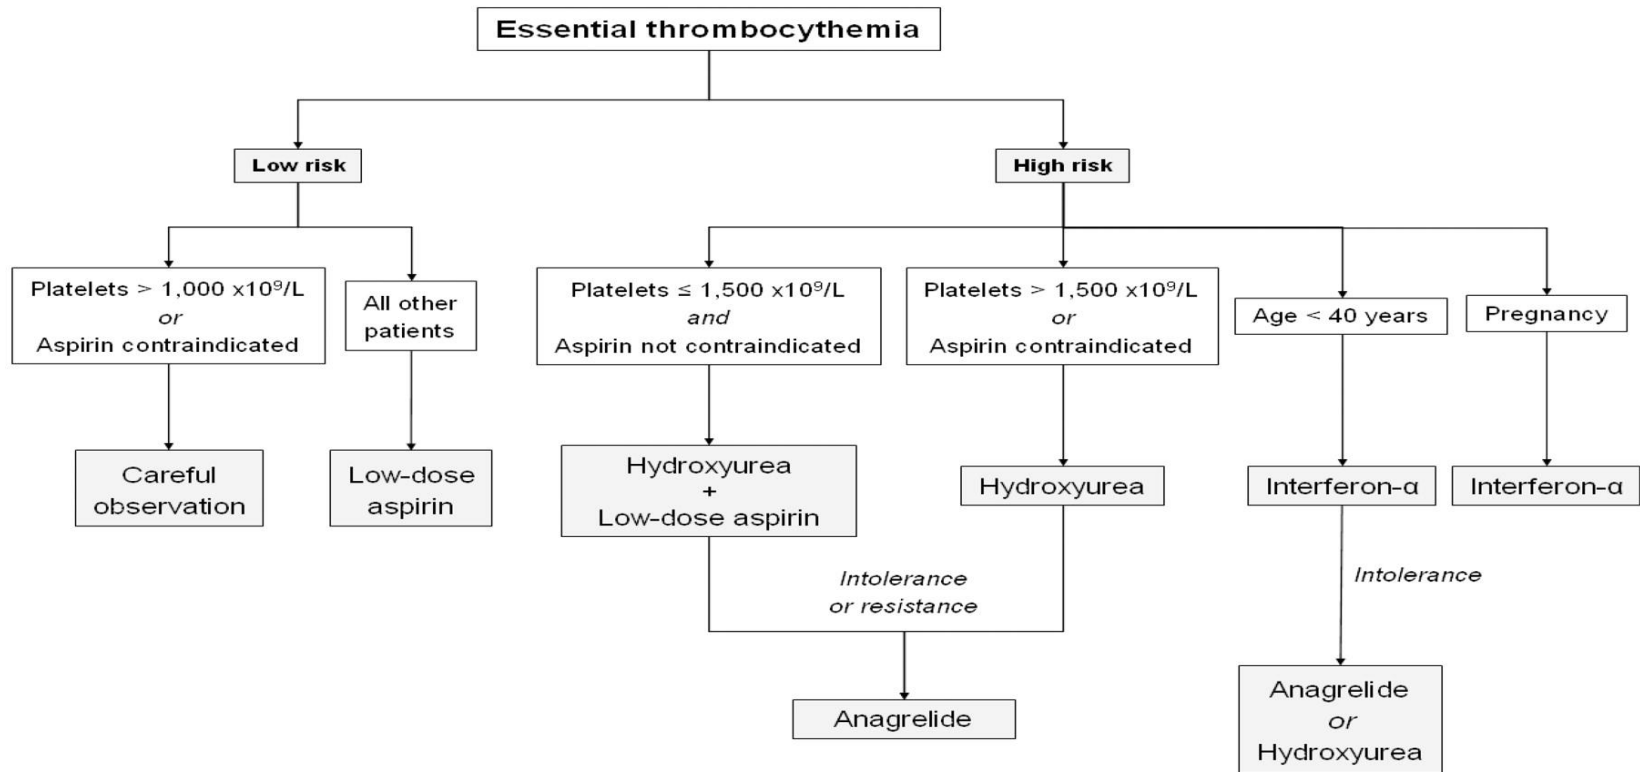 Essential thrombocythemia
Low risk
High risk
Platelets > 1,000 x10⁹/L
or
Aspirin contraindicated
All other
patients
Platelets ≤ 1,500 x10⁹/L
and
Aspirin not contraindicated
Platelets > 1,500 x10⁹/L
or
Aspirin contraindicated
Age < 40 years
Pregnancy
Careful
observation
Low-dose
aspirin
Hydroxyurea
+
Low-dose aspirin
Hydroxyurea
Interferon-α
Interferon-α
Intolerance
or resistance
Intolerance
Anagrelide
Anagrelide
or
Hydroxyurea